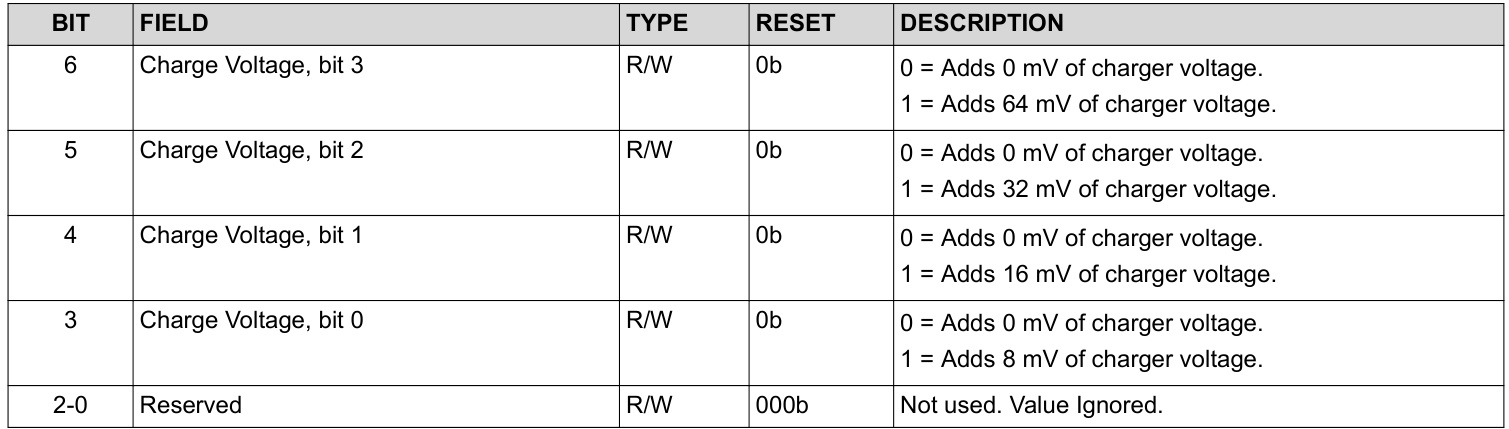 BIT FIELD TYPE RESET DESCRIPTION
6 Charge Voltage, bit 3 R/W 0b 0 = Adds 0 mV of charger voltage.
1 = Adds 64 mV of charger voltage.
5 Charge Voltage, bit 2 R/W 0b 0 = Adds 0 mV of charger voltage.
1 = Adds 32 mV of charger voltage.
4 Charge Voltage, bit 1 R/W 0b 0 = Adds 0 mV of charger voltage.
1 = Adds 16 mV of charger voltage.
3 Charge Voltage, bit 0 R/W 0b 0 = Adds 0 mV of charger voltage.
1 = Adds 8 mV of charger voltage.
2-0 Reserved R/W 000b Not used. Value Ignored.